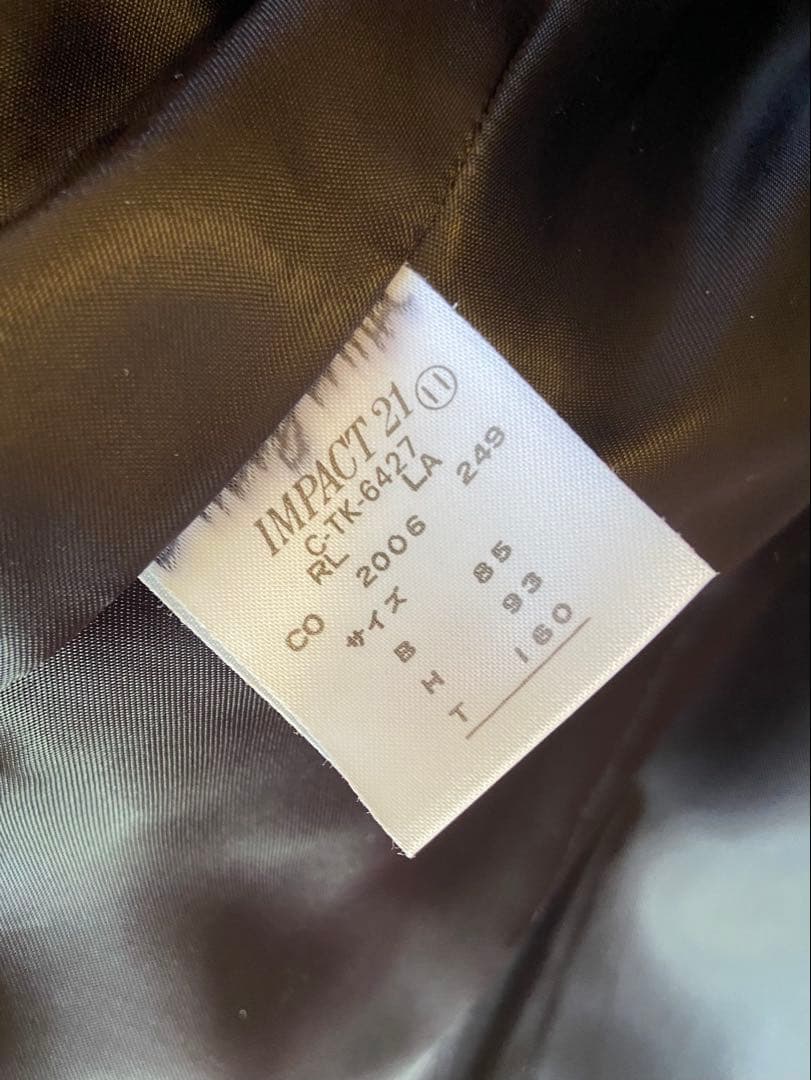 IMPACT 21 ⑪
C-TK-6427
RL LA
CO 2006 249
サイズ
B 85
H 93
T 160